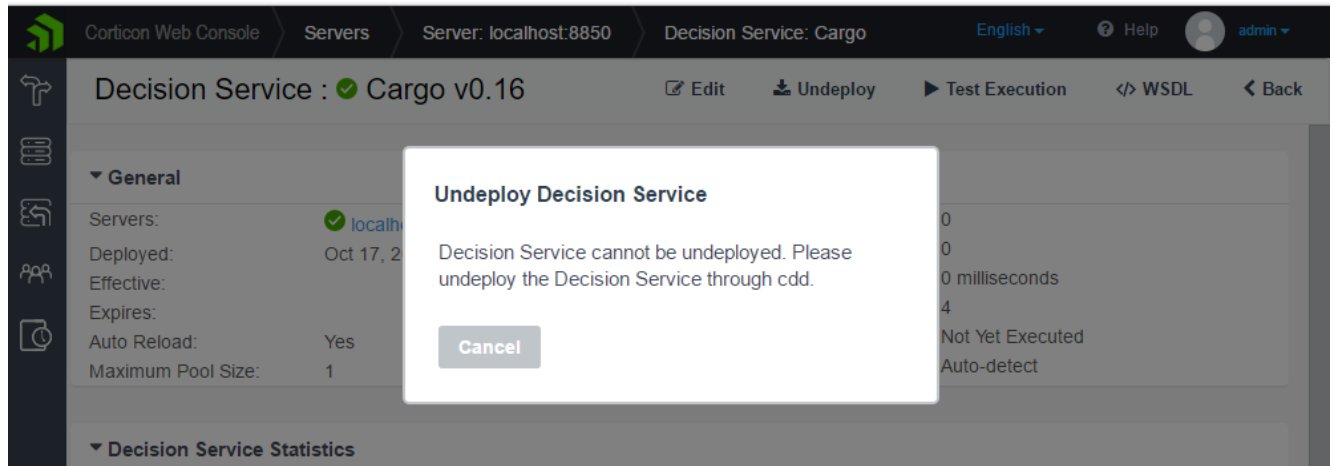 Corticon Web Console Servers Server: localhost:8850 Decision Service: Cargo English Help admin
Decision Service : Cargo v0.16 Edit Undeploy Test Execution </> WSDL Back
General
Undeploy Decision Service
Servers: 0
Deployed: Oct 17, 2 Decision Service cannot be undeployed. Please 0
Effective: undeploy the Decision Service through cdd. 0 milliseconds
Expires: 4
Auto Reload: Yes Cancel Not Yet Executed
Maximum Pool Size: 1 Auto-detect
Decision Service Statistics